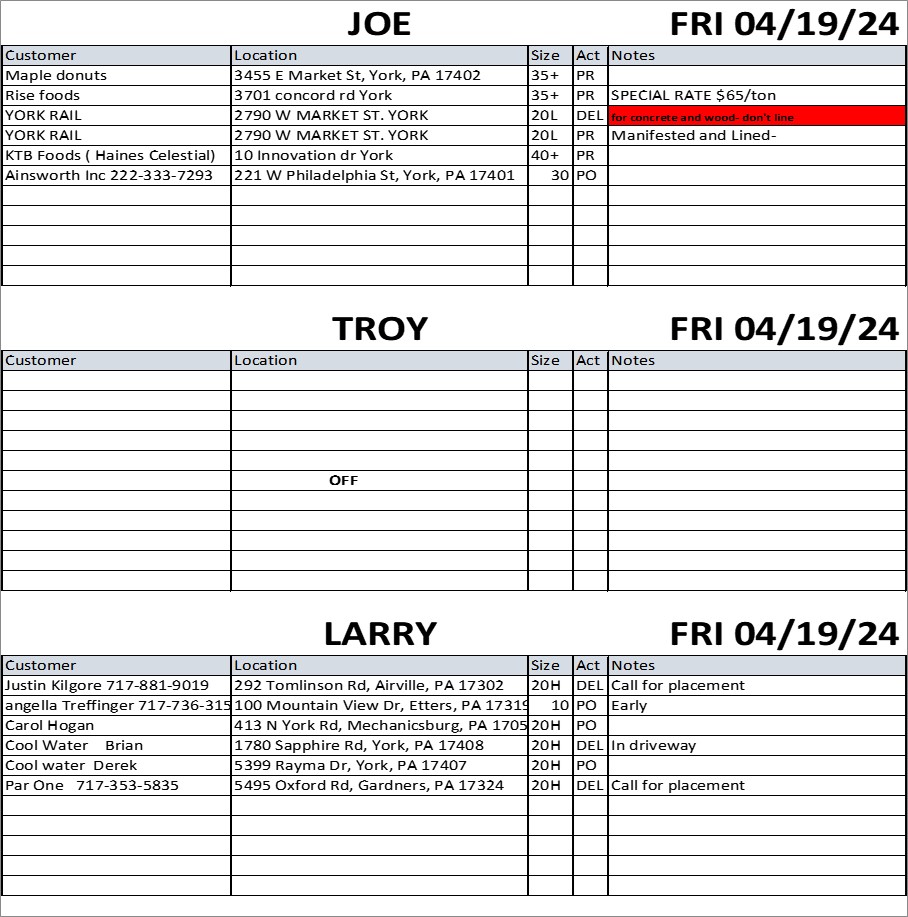 JOE FRI 04/19/24
Customer Location Size Act Notes
Maple donuts 3455 E Market St, York, PA 17402 35+ PR
Rise foods 3701 concord rd York 35+ PR SPECIAL RATE $65/ton
YORK RAIL 2790 W MARKET ST. YORK 20L DEL for concrete and wood- don't line
YORK RAIL 2790 W MARKET ST. YORK 20L PR Manifested and Lined-
KTB Foods ( Haines Celestial) 10 Innovation dr York 40+ PR
Ainsworth Inc 222-333-7293 221 W Philadelphia St, York, PA 17401 30 PO
TROY FRI 04/19/24
Customer Location Size Act Notes
OFF
LARRY FRI 04/19/24
Customer Location Size Act Notes
Justin Kilgore 717-881-9019 292 Tomlinson Rd, Airville, PA 17302 20H DEL Call for placement
angella Treffinger 717-736-315 100 Mountain View Dr, Etters, PA 17319 10 PO Early
Carol Hogan 413 N York Rd, Mechanicsburg, PA 1705 20H PO
Cool Water Brian 1780 Sapphire Rd, York, PA 17408 20H DEL In driveway
Cool water Derek 5399 Rayma Dr, York, PA 17407 20H PO
Par One 717-353-5835 5495 Oxford Rd, Gardners, PA 17324 20H DEL Call for placement